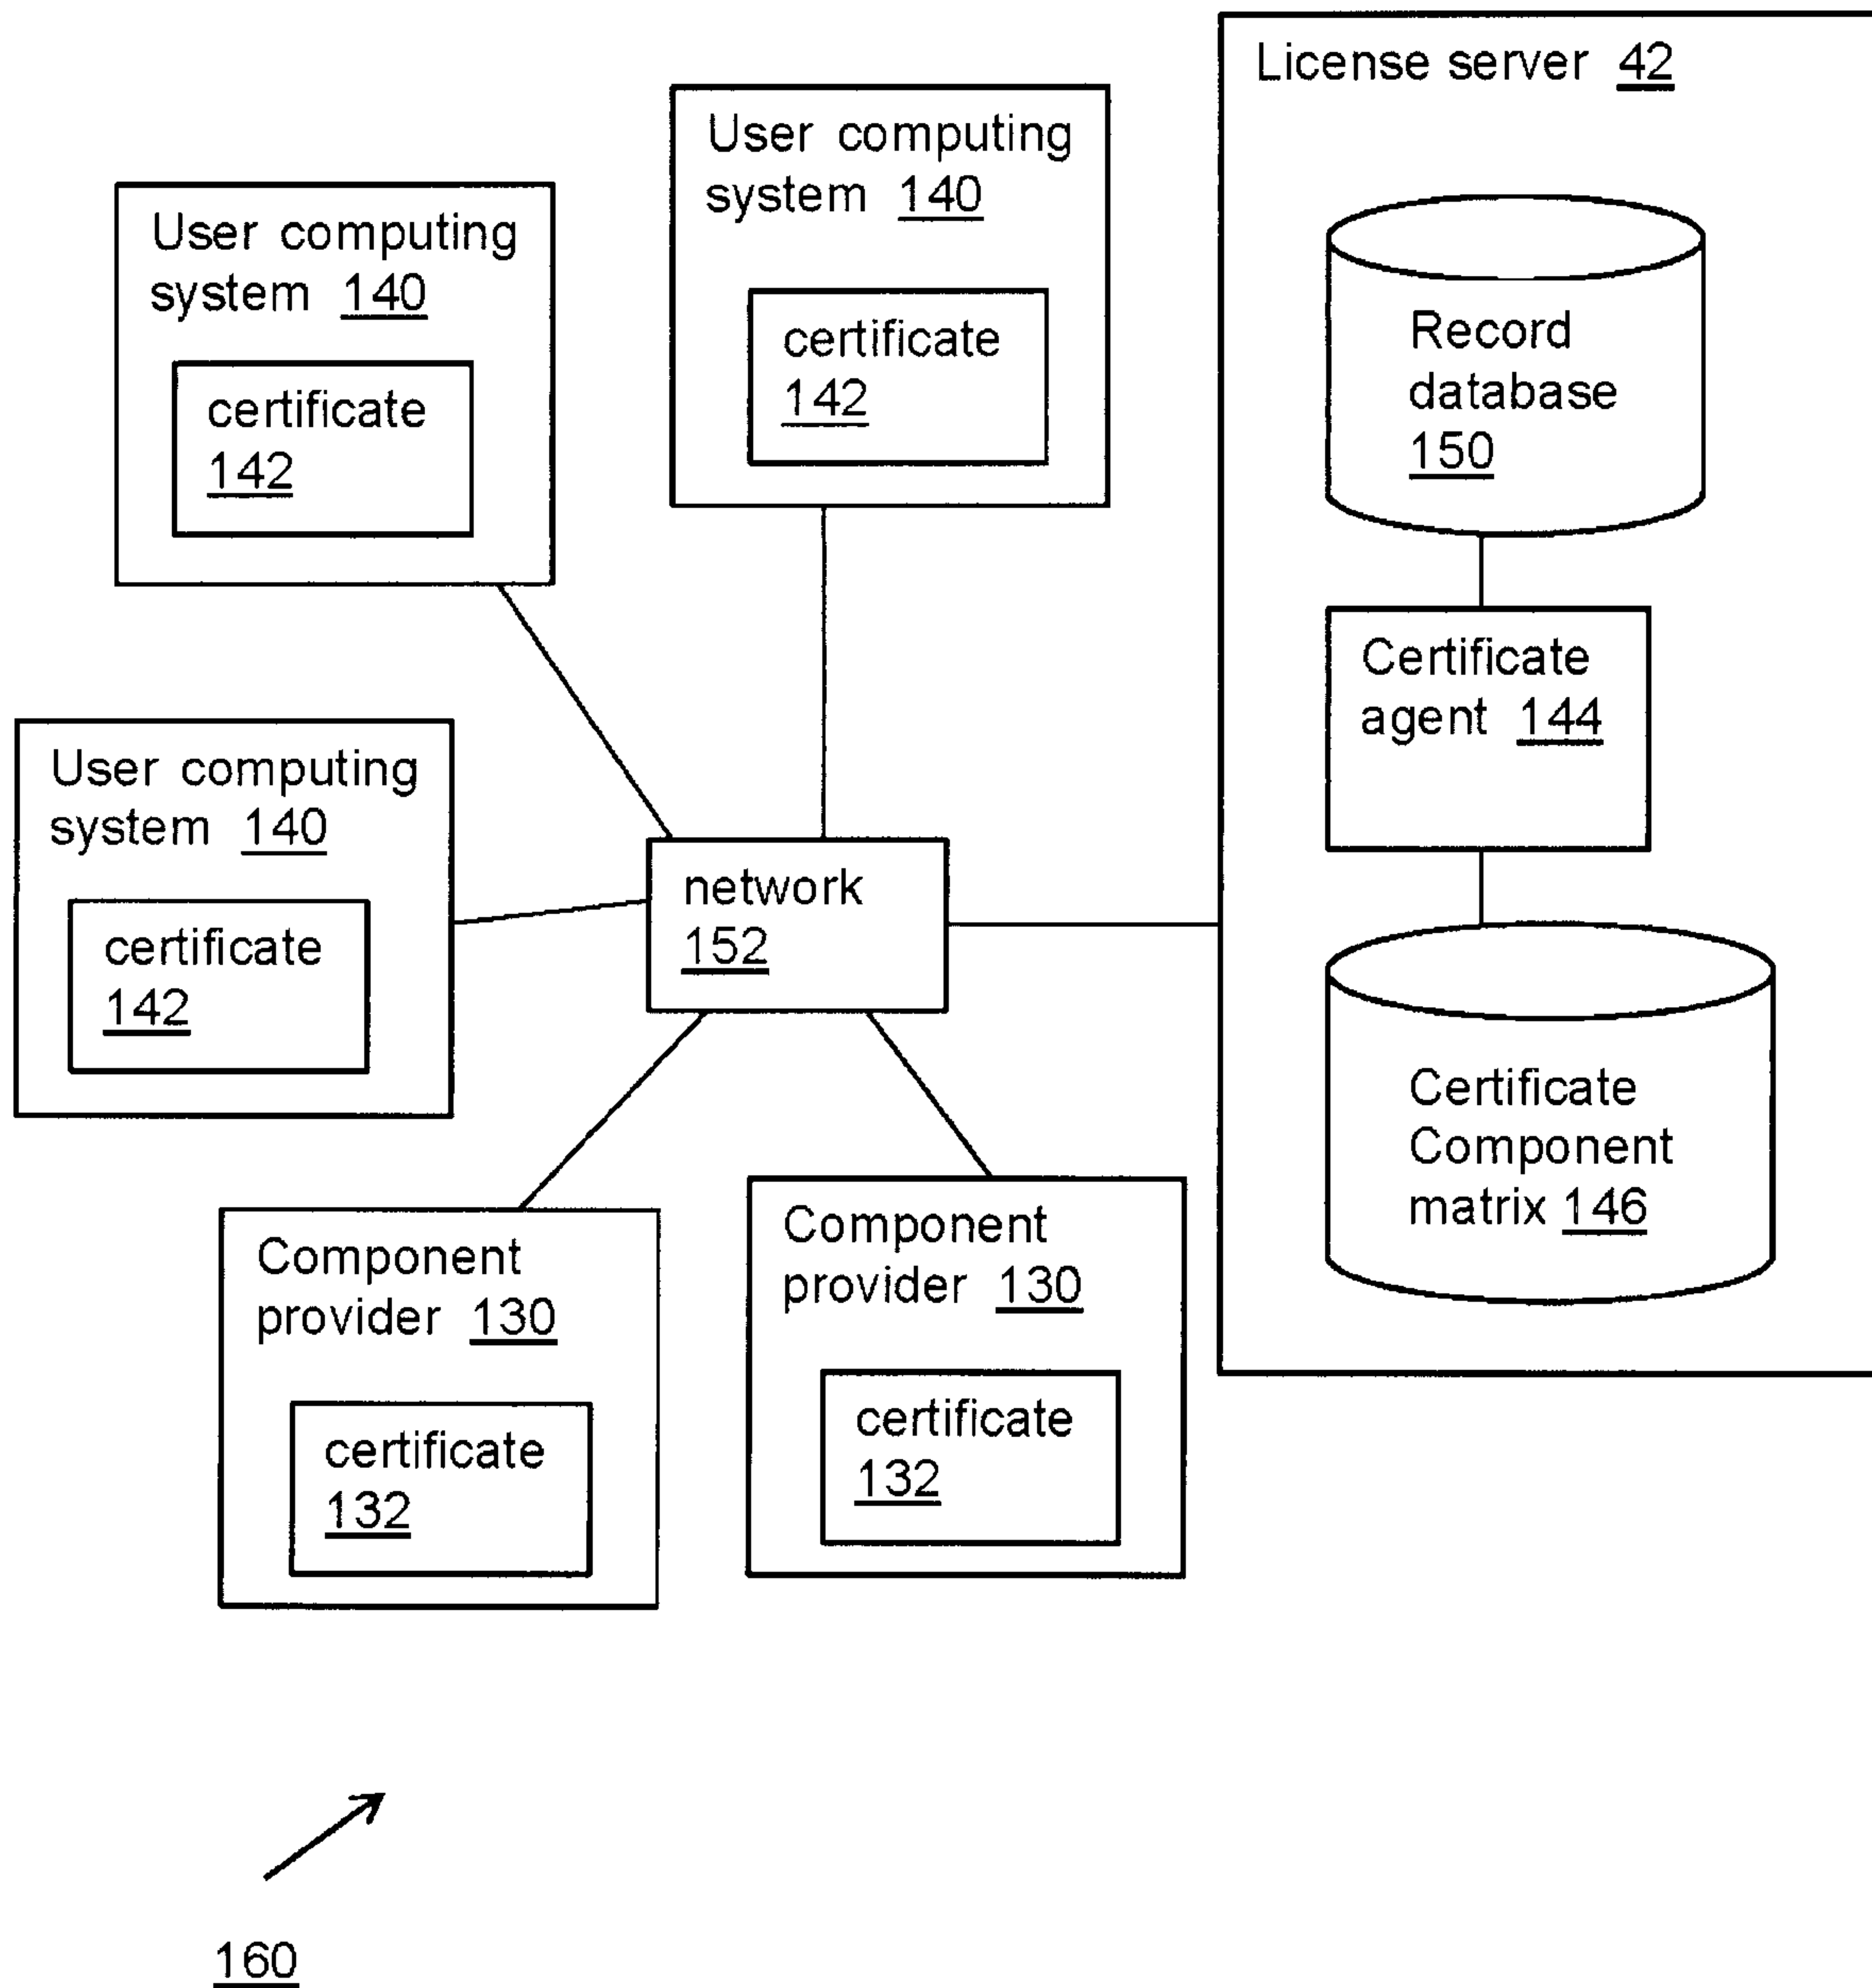 License server 42
User computing
system 140
certificate
142
User computing
system 140
certificate
142
Record
database
150
Certificate
agent 144
User computing
system 140
certificate
142
network
152
Certificate
Component
matrix 146
Component
provider 130
certificate
132
Component
provider 130
certificate
132
160